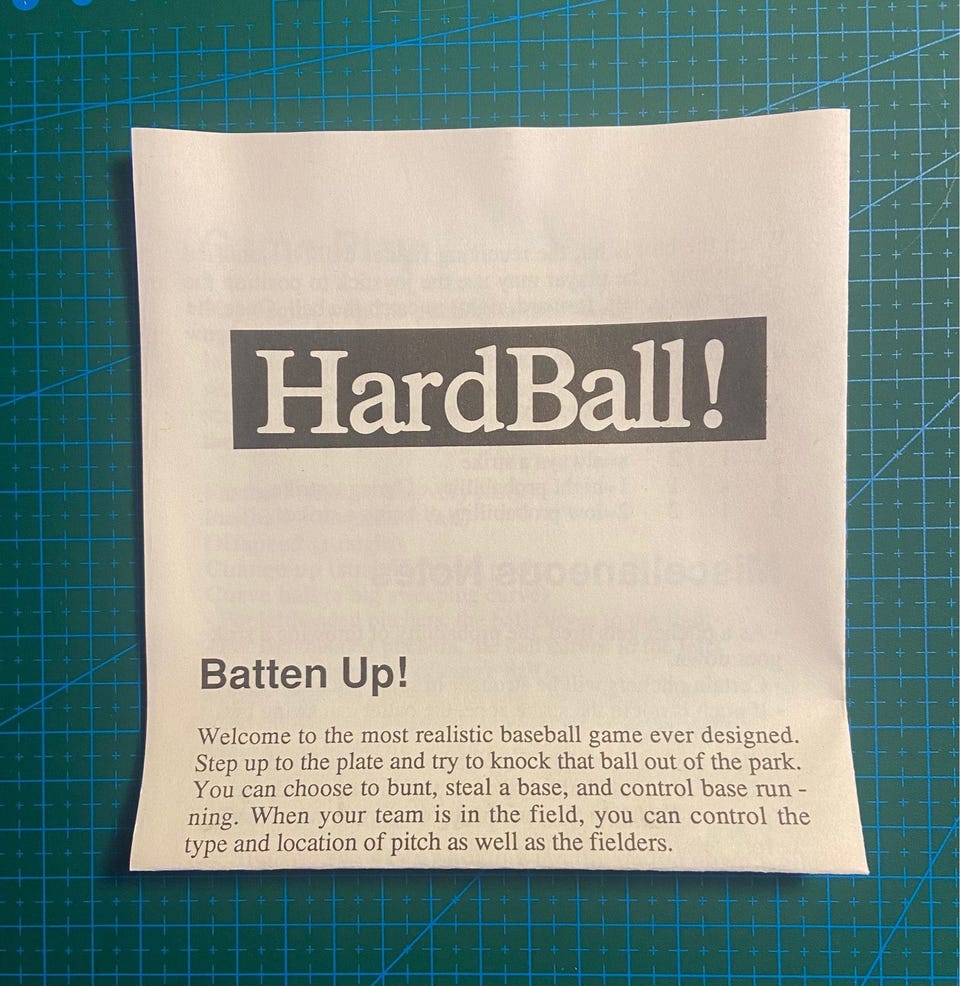 HardBall!
Batten Up!
Welcome to the most realistic baseball game ever designed.
Step up to the plate and try to knock that ball out of the park.
You can choose to bunt, steal a base, and control base run -
ning. When your team is in the field, you can control the
type and location of pitch as well as the fielders.